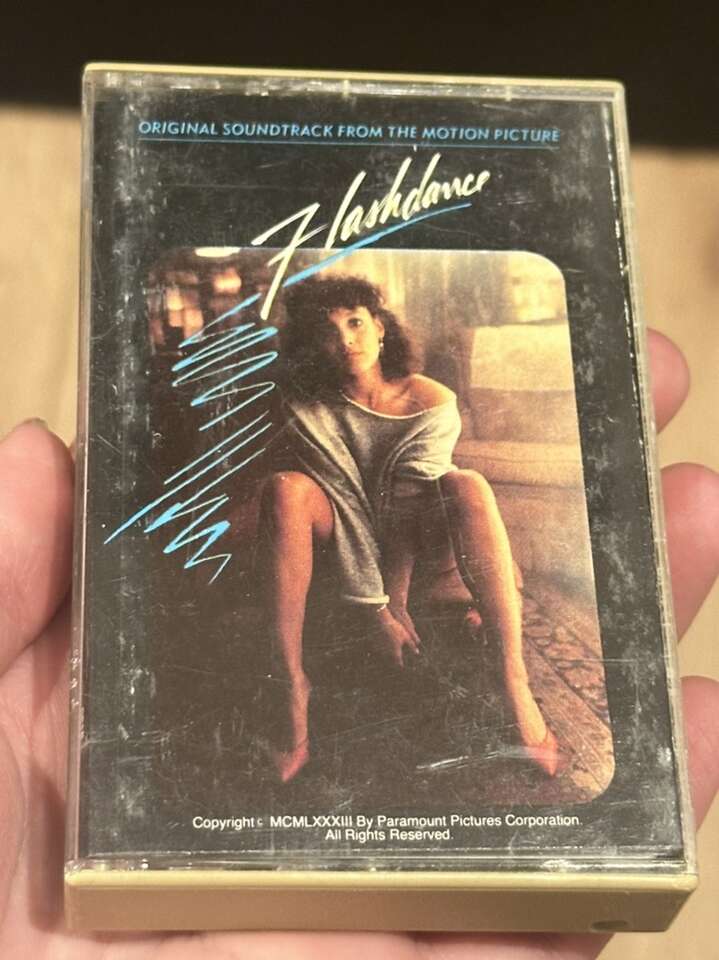 ORIGINAL SOUNDTRACK FROM THE MOTION PICTURE
Flashdance
Copyright © MCMLXXXIII By Paramount Pictures Corporation.
All Rights Reserved.